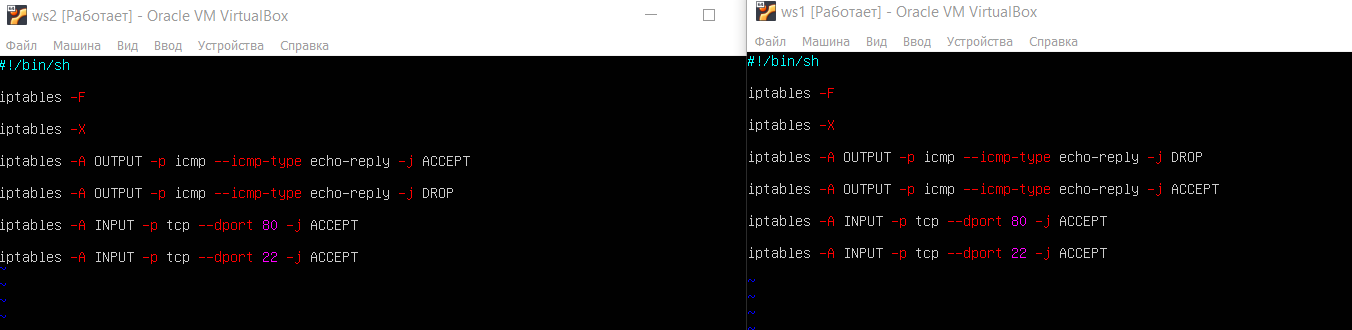 ws2 [Работает] - Oracle VM VirtualBox
Файл Машина Вид Ввод Устройства Справка
#!/bin/sh
iptables -F
iptables -X
iptables -A OUTPUT -p icmp --icmp-type echo-reply -j ACCEPT
iptables -A OUTPUT -p icmp --icmp-type echo-reply -j DROP
iptables -A INPUT -p tcp --dport 80 -j ACCEPT
iptables -A INPUT -p tcp --dport 22 -j ACCEPT
~
~
~
~
ws1 [Работает] - Oracle VM VirtualBox
Файл Машина Вид Ввод Устройства Справка
#!/bin/sh
iptables -F
iptables -X
iptables -A OUTPUT -p icmp --icmp-type echo-reply -j DROP
iptables -A OUTPUT -p icmp --icmp-type echo-reply -j ACCEPT
iptables -A INPUT -p tcp --dport 80 -j ACCEPT
iptables -A INPUT -p tcp --dport 22 -j ACCEPT
~
~
~
~